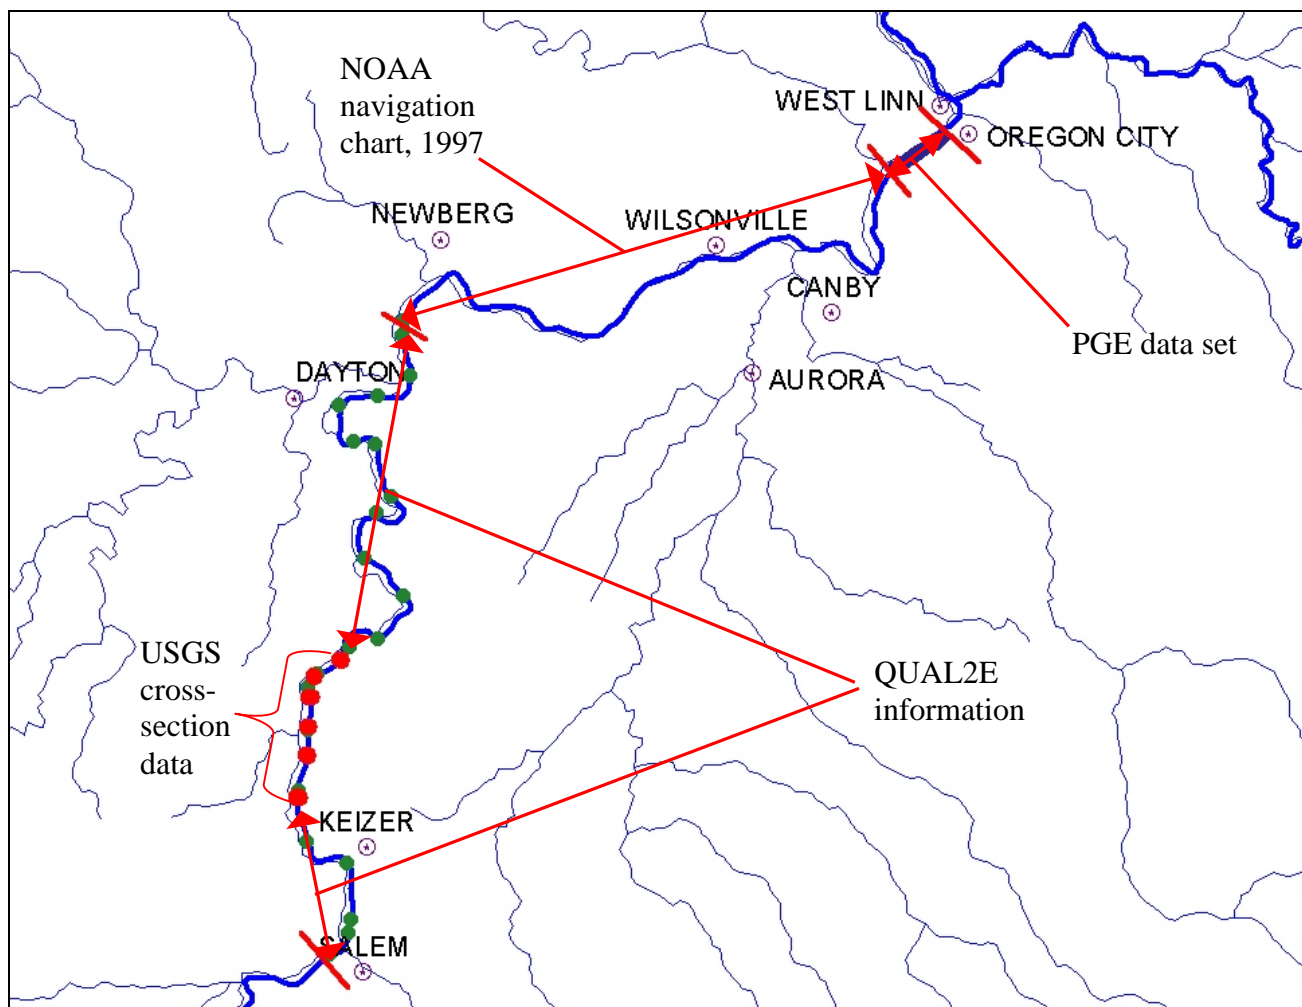 NOAA
navigation
chart, 1997
WEST LINN
OREGON CITY
NEWBERG
WILSONVILLE
CANBY
PGE data set
DAYTON
AURORA
USGS
cross-
section
data
QUAL2E
information
KEIZER
SALEM